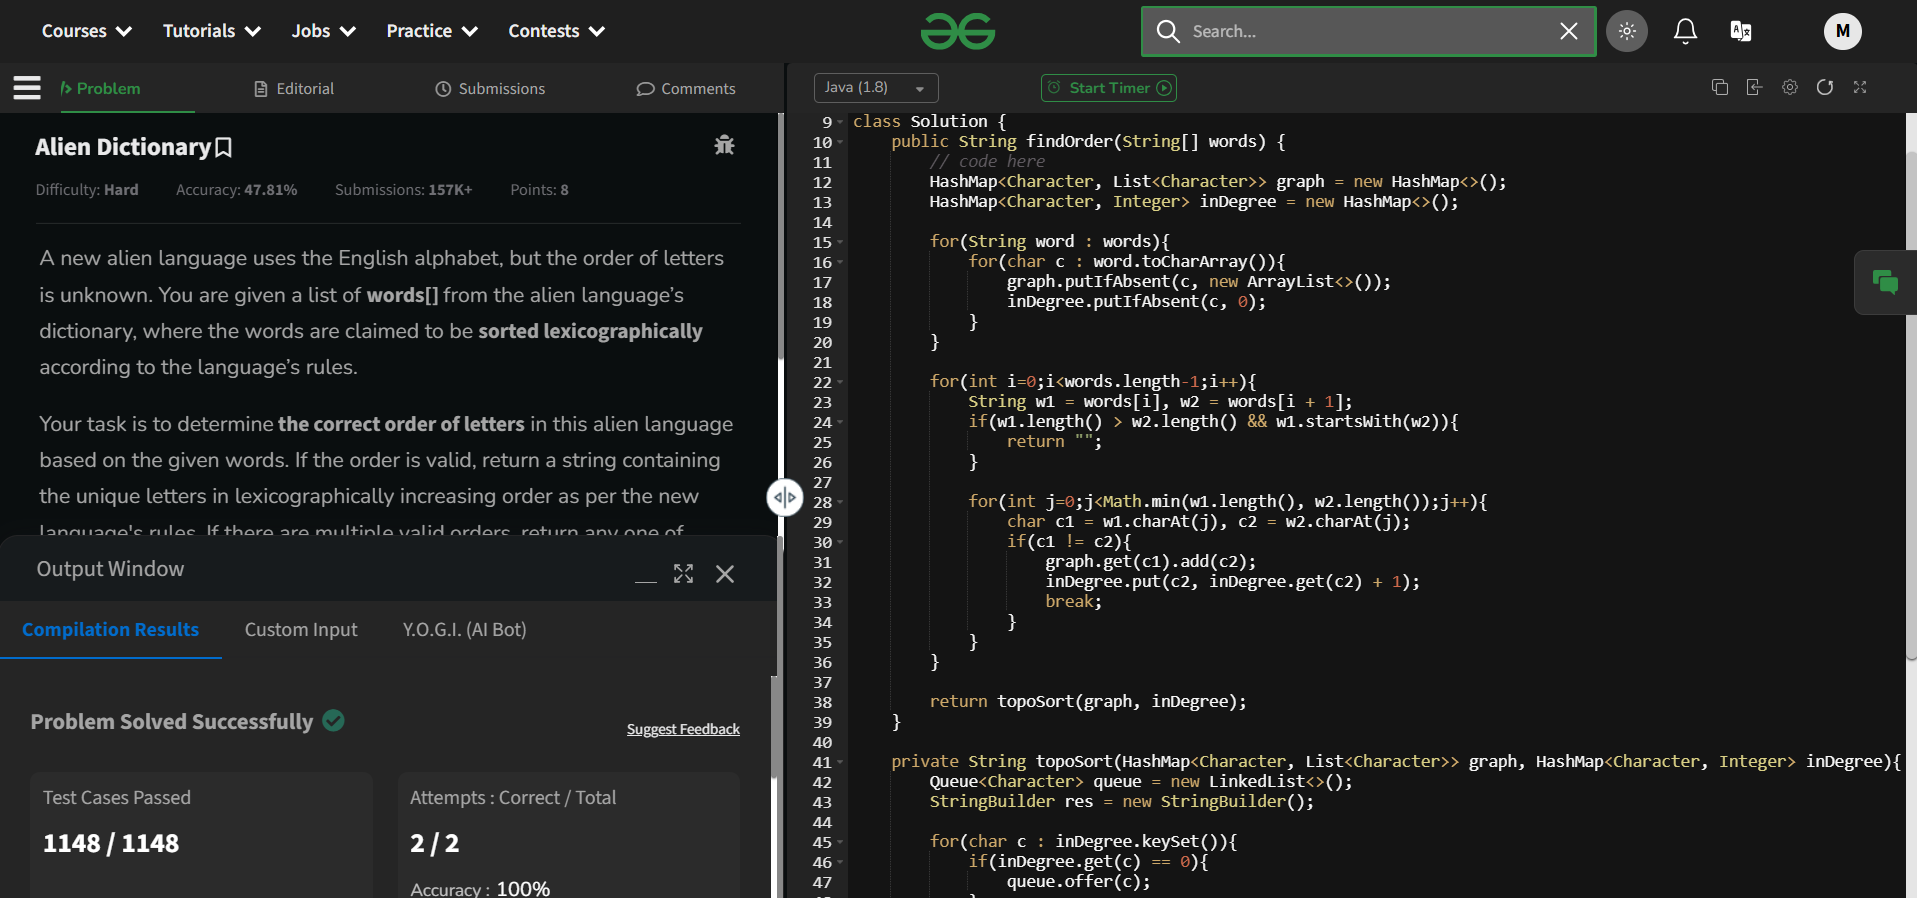 Courses Tutorials Jobs Practice Contests
Search...
M
Problem Editorial Submissions Comments
Alien Dictionary
Difficulty: Hard Accuracy: 47.81% Submissions: 157K+ Points: 8
A new alien language uses the English alphabet, but the order of letters
is unknown. You are given a list of words[] from the alien language's
dictionary, where the words are claimed to be sorted lexicographically
according to the language's rules.
Your task is to determine the correct order of letters in this alien language
based on the given words. If the order is valid, return a string containing
the unique letters in lexicographically increasing order as per the new
language's rules. If there are multiple valid orders, return any one of
Output Window
Compilation Results Custom Input Y.O.G.I. (AI Bot)
Problem Solved Successfully
Suggest Feedback
Test Cases Passed
1148 / 1148
Attempts : Correct / Total
2 / 2
Accuracy : 100%
Java (1.8) Start Timer
9 class Solution {
10 public String findOrder(String[] words) {
11 // code here
12 HashMap<Character, List<Character>> graph = new HashMap<>();
13 HashMap<Character, Integer> inDegree = new HashMap<>();
14
15 for(String word : words){
16 for(char c : word.toCharArray()){
17 graph.putIfAbsent(c, new ArrayList<>());
18 inDegree.putIfAbsent(c, 0);
19 }
20 }
21
22 for(int i=0;i<words.length-1;i++){
23 String w1 = words[i], w2 = words[i + 1];
24 if(w1.length() > w2.length() && w1.startsWith(w2)){
25 return "";
26 }
27
28 for(int j=0;j<Math.min(w1.length(), w2.length());j++){
29 char c1 = w1.charAt(j), c2 = w2.charAt(j);
30 if(c1 != c2){
31 graph.get(c1).add(c2);
32 inDegree.put(c2, inDegree.get(c2) + 1);
33 break;
34 }
35 }
36 }
37
38 return topoSort(graph, inDegree);
39 }
40
41 private String topoSort(HashMap<Character, List<Character>> graph, HashMap<Character, Integer> inDegree){
42 Queue<Character> queue = new LinkedList<>();
43 StringBuilder res = new StringBuilder();
44
45 for(char c : inDegree.keySet()){
46 if(inDegree.get(c) == 0){
47 queue.offer(c);